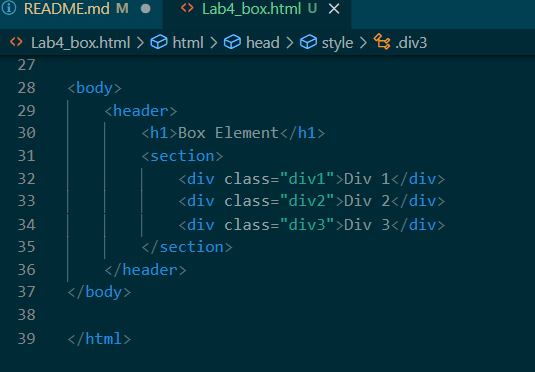 README.md M Lab4_box.html U
Lab4_box.html > html > head > style > .div3
27
28 <body>
29 <header>
30 <h1>Box Element</h1>
31 <section>
32 <div class="div1">Div 1</div>
33 <div class="div2">Div 2</div>
34 <div class="div3">Div 3</div>
35 </section>
36 </header>
37 </body>
38
39 </html>